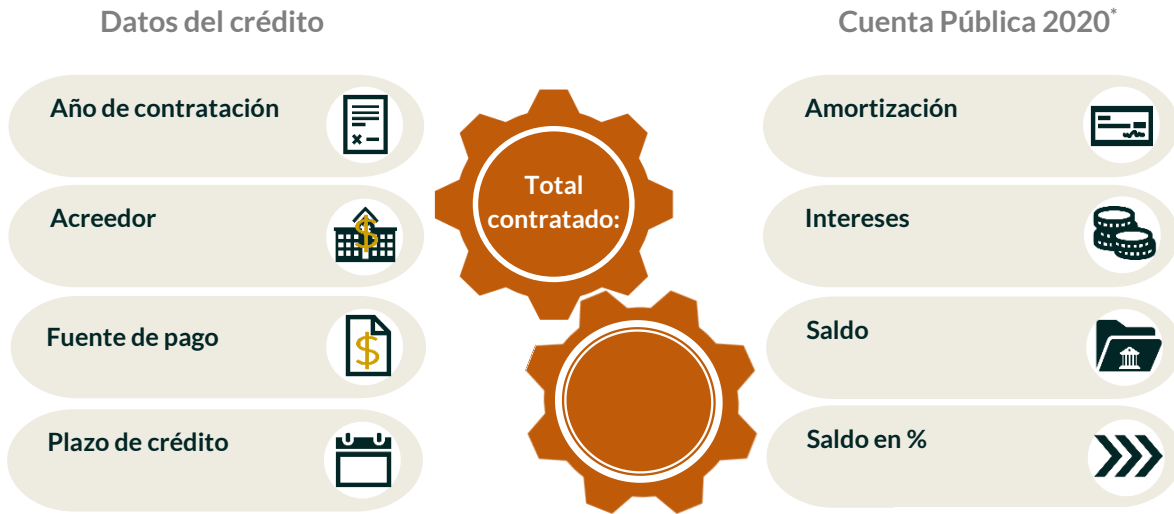 Datos del crédito
Cuenta Pública 2020*
Año de contratación
Acreedor
Fuente de pago
Plazo de crédito
Total
contratado:
Amortización
Intereses
Saldo
Saldo en %